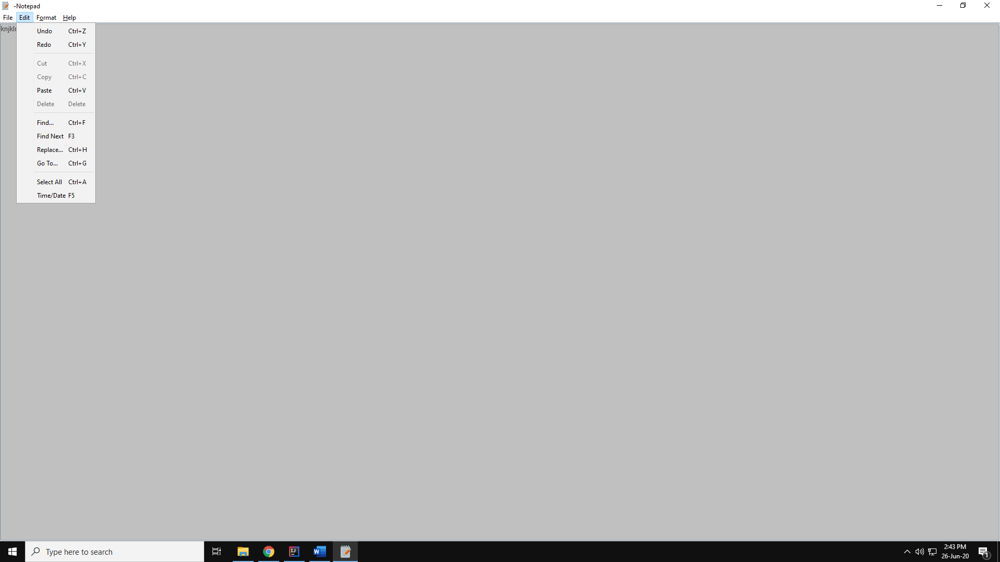 -Notepad
File Edit Format Help
Undo Ctrl+Z
Redo Ctrl+Y
Cut Ctrl+X
Copy Ctrl+C
Paste Ctrl+V
Delete Delete
Find... Ctrl+F
Find Next F3
Replace... Ctrl+H
Go To... Ctrl+G
Select All Ctrl+A
Time/Date F5
Type here to search
IJ
W
2:43 PM
26-Jun-20
1